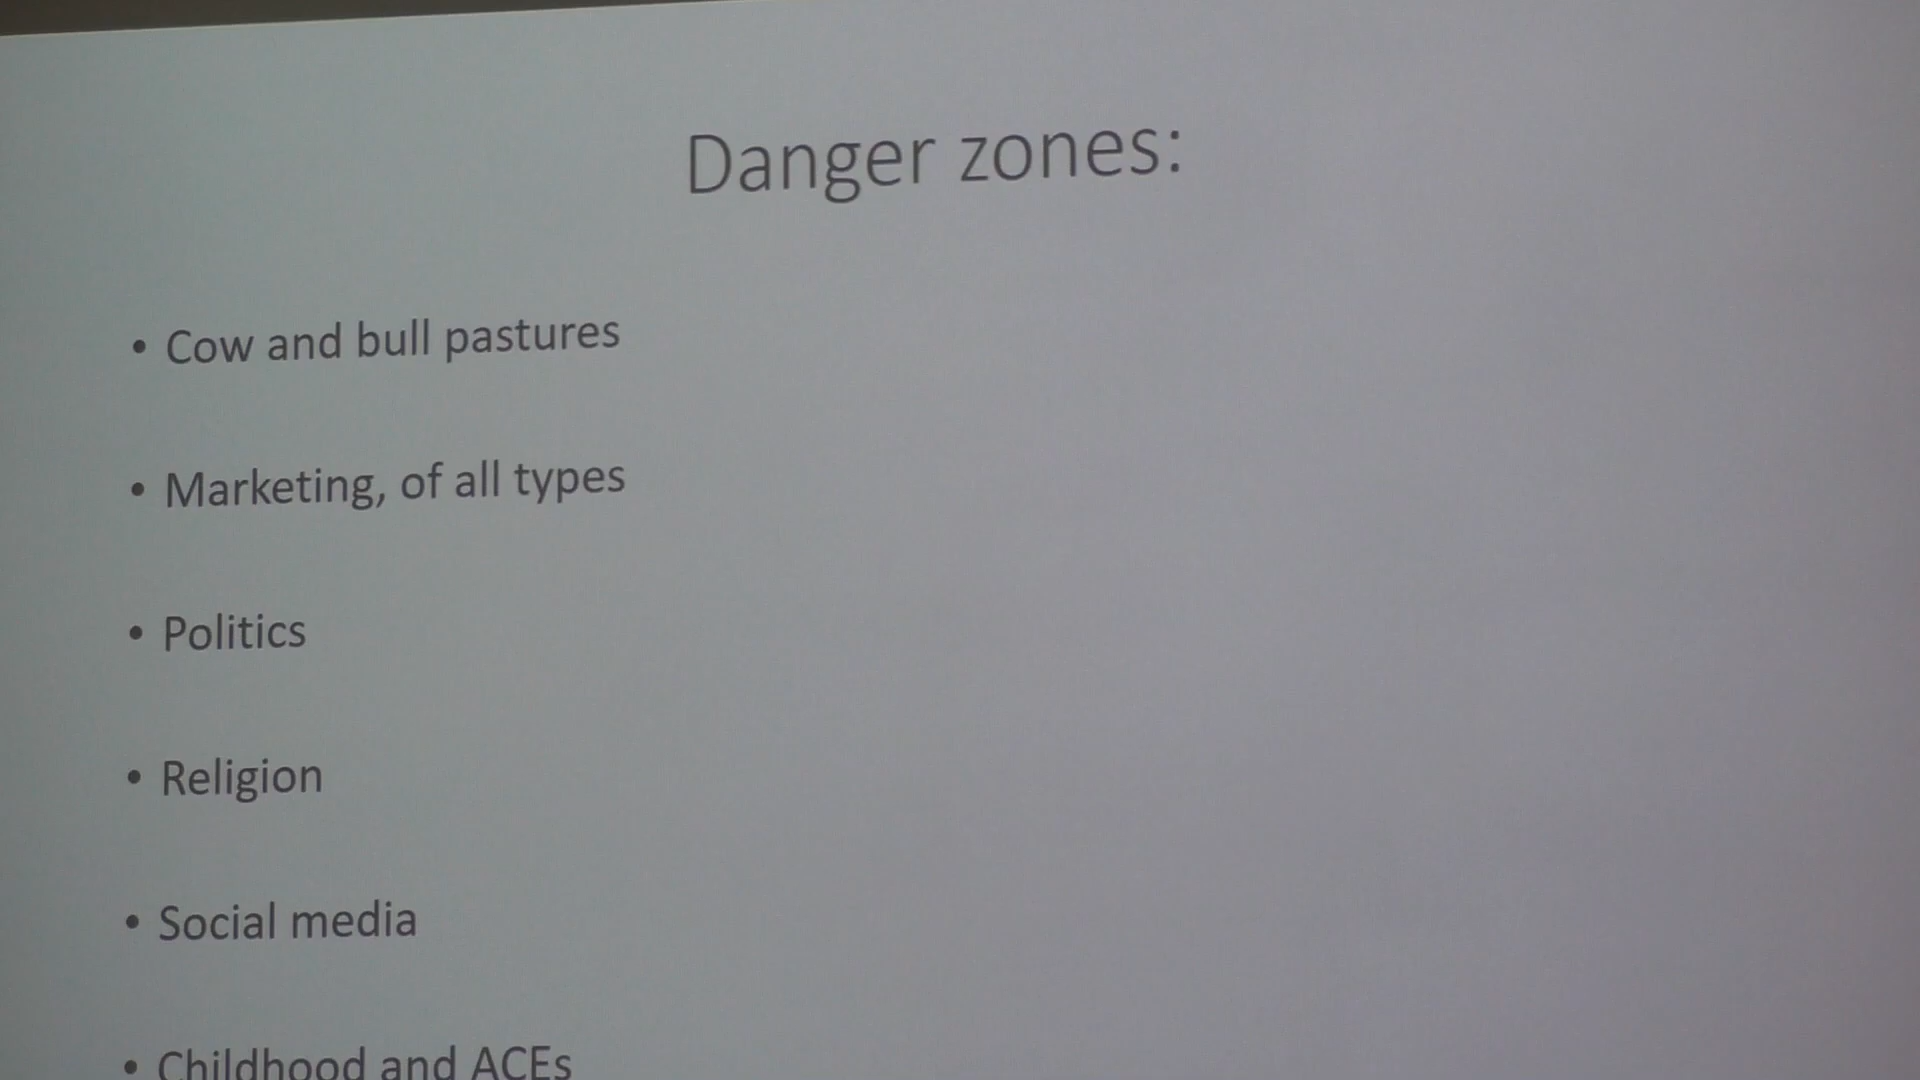 Danger zones:
• Cow and bull pastures
• Marketing, of all types
• Politics
• Religion
• Social media
• Childhood and ACEs